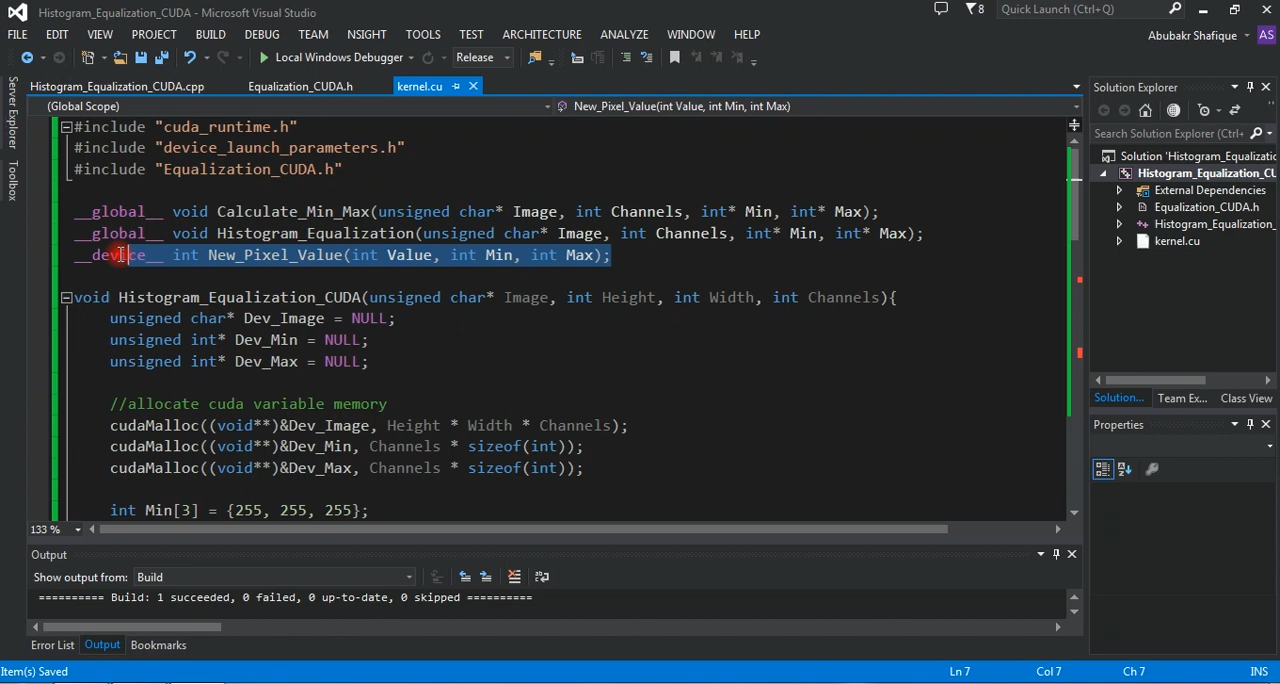 Histogram_Equalization_CUDA - Microsoft Visual Studio
8
Quick Launch (Ctrl+Q)
FILE EDIT VIEW PROJECT BUILD DEBUG TEAM NSIGHT TOOLS TEST ARCHITECTURE ANALYZE WINDOW HELP
Abubakr Shafique AS
Local Windows Debugger Release
Server Explorer
Toolbox
Histogram_Equalization_CUDA.cpp Equalization_CUDA.h kernel.cu
(Global Scope) New_Pixel_Value(int Value, int Min, int Max)
#include "cuda_runtime.h"
#include "device_launch_parameters.h"
#include "Equalization_CUDA.h"
__global__ void Calculate_Min_Max(unsigned char* Image, int Channels, int* Min, int* Max);
__global__ void Histogram_Equalization(unsigned char* Image, int Channels, int* Min, int* Max);
__device__ int New_Pixel_Value(int Value, int Min, int Max);
void Histogram_Equalization_CUDA(unsigned char* Image, int Height, int Width, int Channels){
unsigned char* Dev_Image = NULL;
unsigned int* Dev_Min = NULL;
unsigned int* Dev_Max = NULL;
//allocate cuda variable memory
cudaMalloc((void**)&Dev_Image, Height * Width * Channels);
cudaMalloc((void**)&Dev_Min, Channels * sizeof(int));
cudaMalloc((void**)&Dev_Max, Channels * sizeof(int));
int Min[3] = {255, 255, 255};
133 %
Solution Explorer
Search Solution Explorer (Ctrl+
Solution 'Histogram_Equalizatio
Histogram_Equalization_CU
External Dependencies
Equalization_CUDA.h
Histogram_Equalization
kernel.cu
Solution... Team Ex... Class View
Properties
Output
Show output from: Build
========== Build: 1 succeeded, 0 failed, 0 up-to-date, 0 skipped ==========
Error List Output Bookmarks
Item(s) Saved Ln 7 Col 7 Ch 7 INS